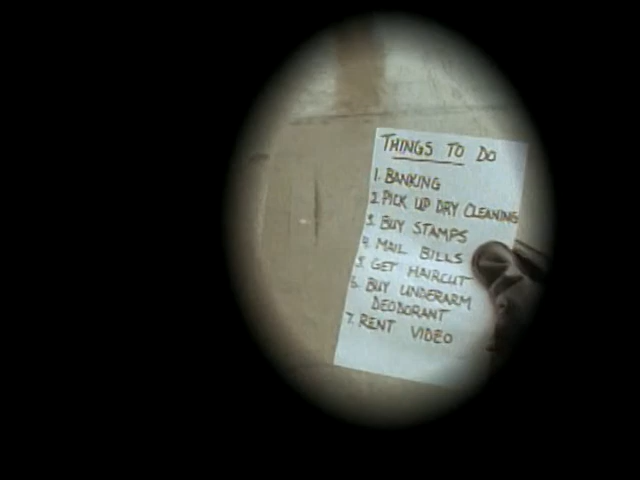 THINGS TO DO
1. BANKING
2. PICK UP DRY CLEANING
3. BUY STAMPS
4. MAIL BILLS
5. GET HAIRCUT
6. BUY UNDERARM
DEODORANT
7. RENT VIDEO